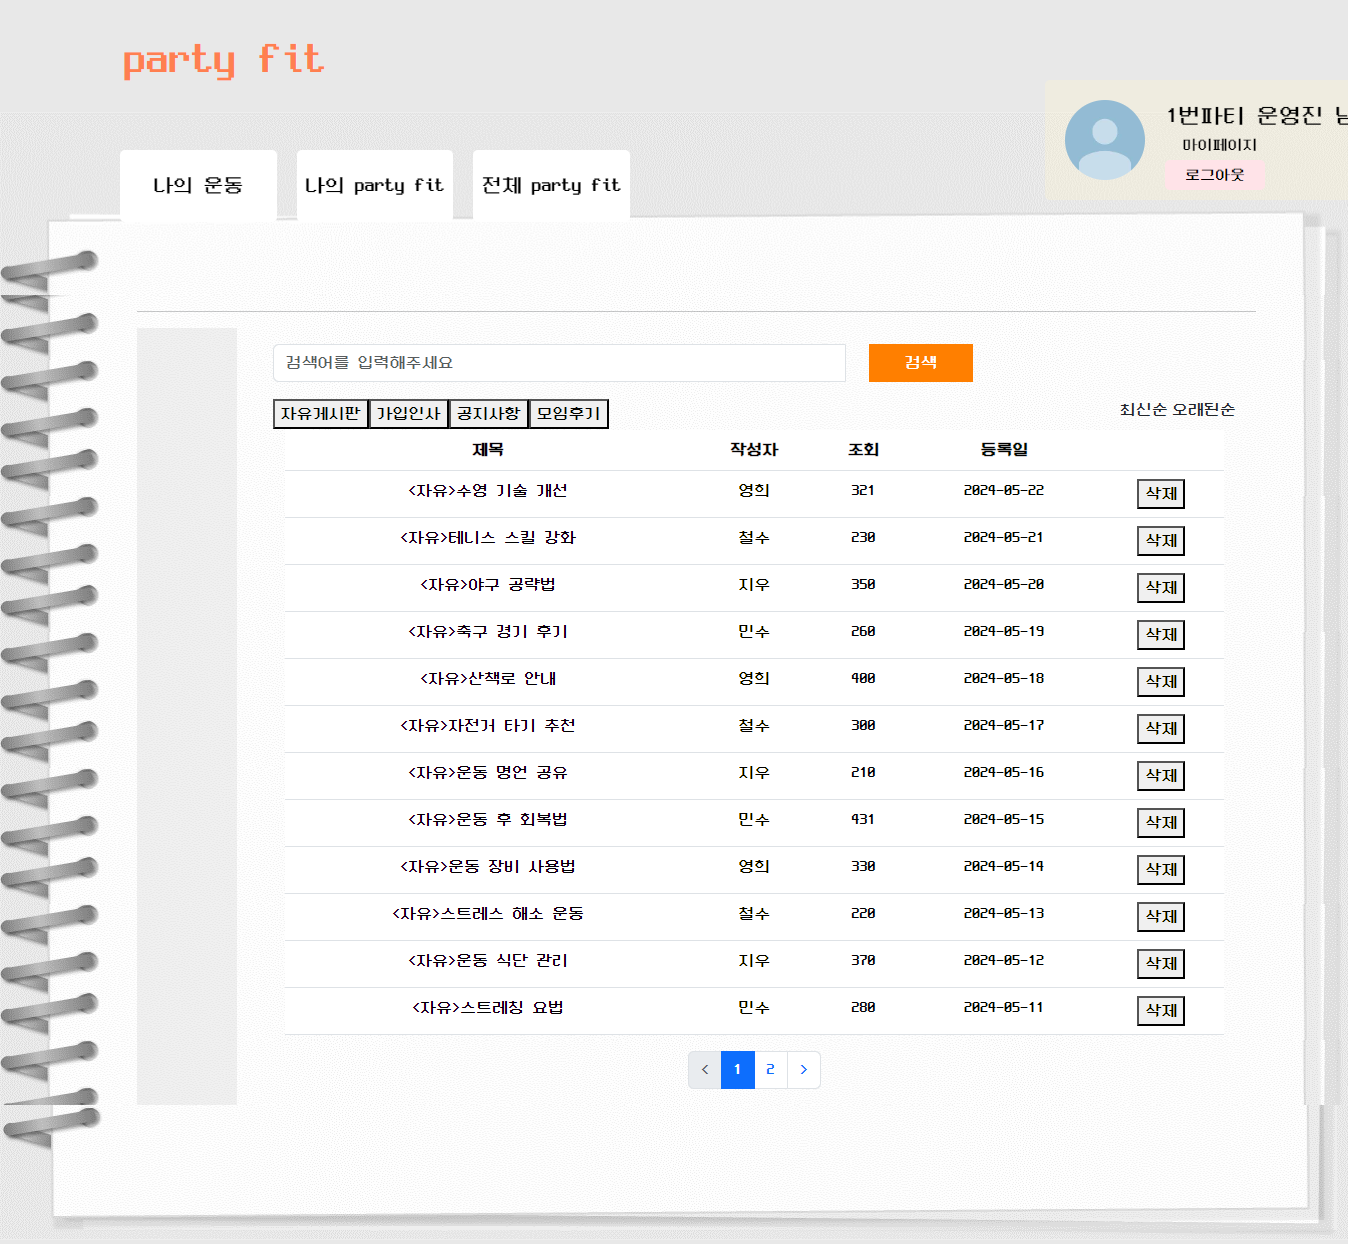 party fit
1번파티 운영진 님
마이페이지
로그아웃
나의 운동
나의 party fit
전체 party fit
검색어를 입력해주세요
검색
자유게시판 가입인사 공지사항 모임후기
최신순 오래된순
제목 작성자 조회 등록일
<자유>수영 기술 개선 영희 321 2024-05-22 삭제
<자유>테니스 스킬 강화 철수 230 2024-05-21 삭제
<자유>야구 공략법 지우 350 2024-05-20 삭제
<자유>축구 경기 후기 민수 260 2024-05-19 삭제
<자유>산책로 안내 영희 400 2024-05-18 삭제
<자유>자전거 타기 추천 철수 300 2024-05-17 삭제
<자유>운동 명언 공유 지우 210 2024-05-16 삭제
<자유>운동 후 회복법 민수 431 2024-05-15 삭제
<자유>운동 장비 사용법 영희 330 2024-05-14 삭제
<자유>스트레스 해소 운동 철수 220 2024-05-13 삭제
<자유>운동 식단 관리 지우 370 2024-05-12 삭제
<자유>스트레칭 요법 민수 280 2024-05-11 삭제
< 1 2 >